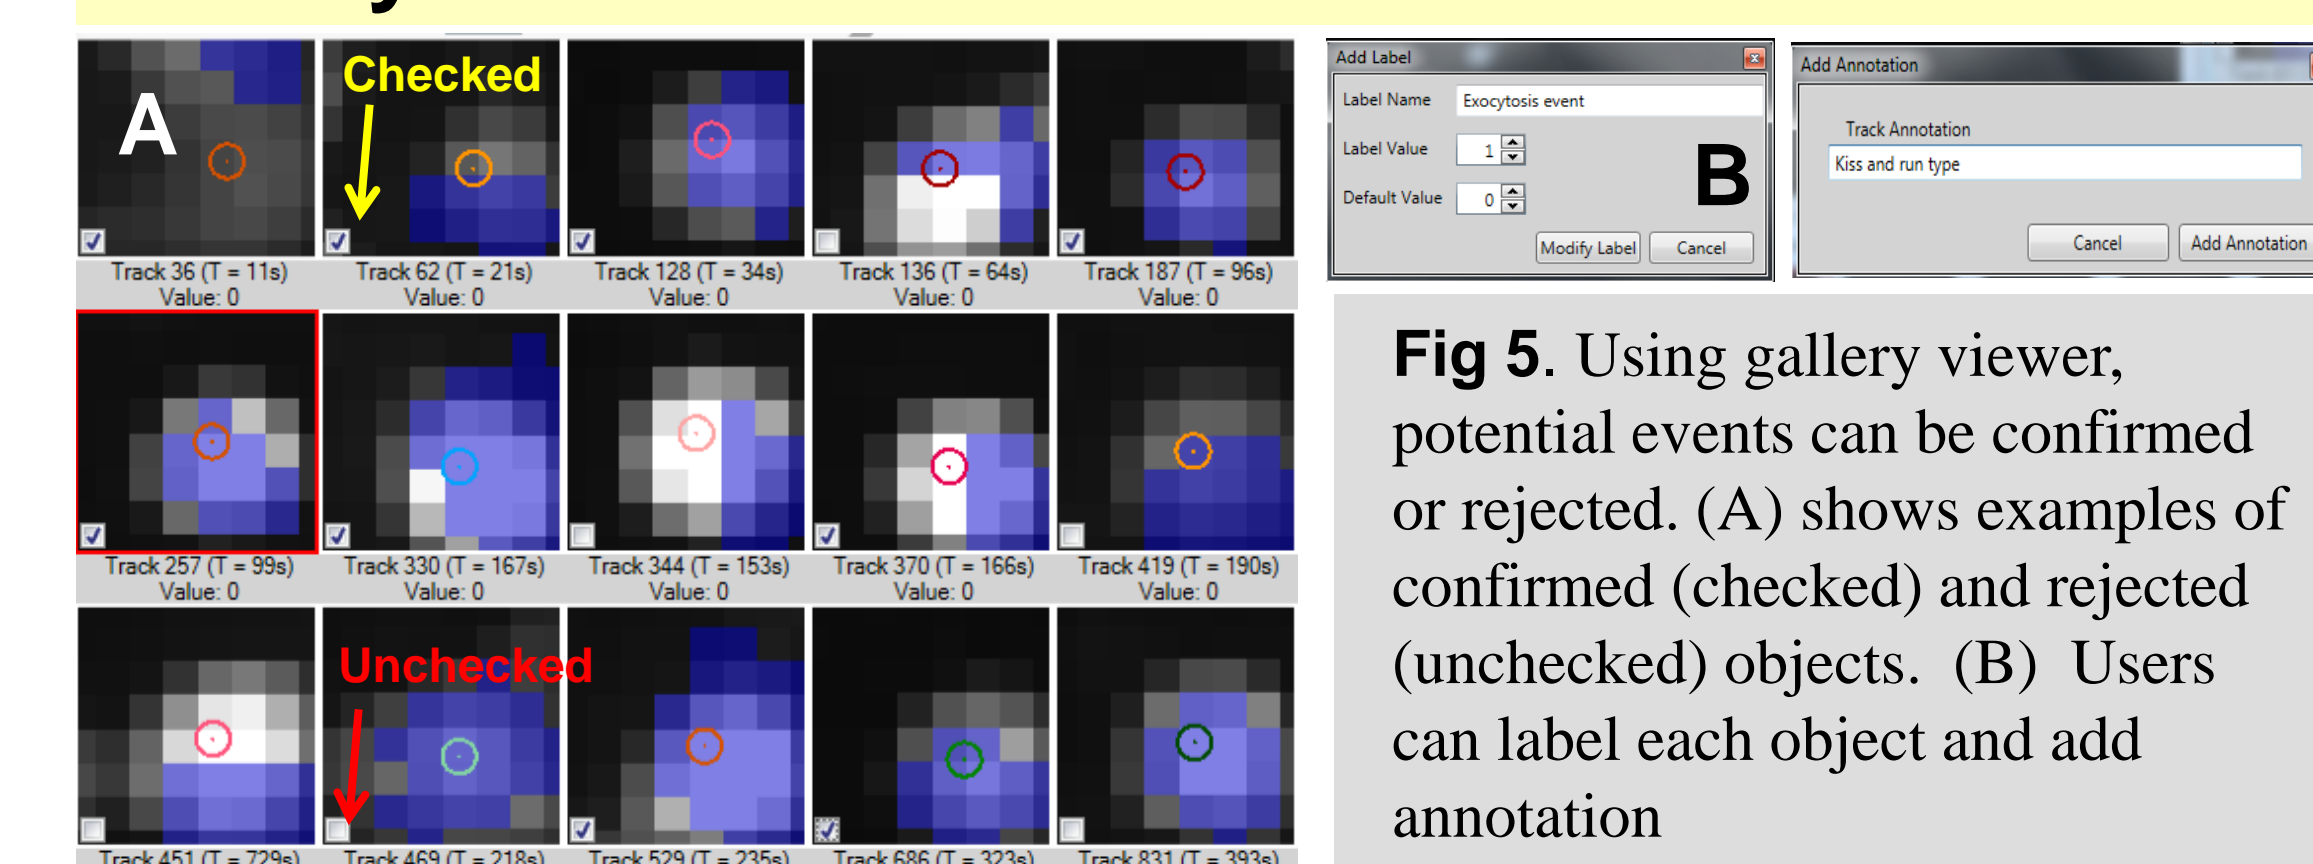 A
Checked
Track 36 (T = 11s)
Value: 0
Track 62 (T = 21s)
Value: 0
Track 128 (T = 34s)
Value: 0
Track 136 (T = 64s)
Value: 0
Track 187 (T = 96s)
Value: 0
Track 257 (T = 99s)
Value: 0
Track 330 (T = 167s)
Value: 0
Track 344 (T = 153s)
Value: 0
Track 370 (T = 166s)
Value: 0
Track 419 (T = 190s)
Value: 0
Unchecked
Track 451 (T = 729s)
Track 469 (T = 218s)
Track 529 (T = 235s)
Track 686 (T = 323s)
Track 831 (T = 393s)
Add Label
Label Name Exocytosis event
Label Value 1
Default Value 0
B
Modify Label Cancel
Add Annotation
Track Annotation
Kiss and run type
Cancel Add Annotation
Fig 5. Using gallery viewer,
potential events can be confirmed
or rejected. (A) shows examples of
confirmed (checked) and rejected
(unchecked) objects. (B) Users
can label each object and add
annotation